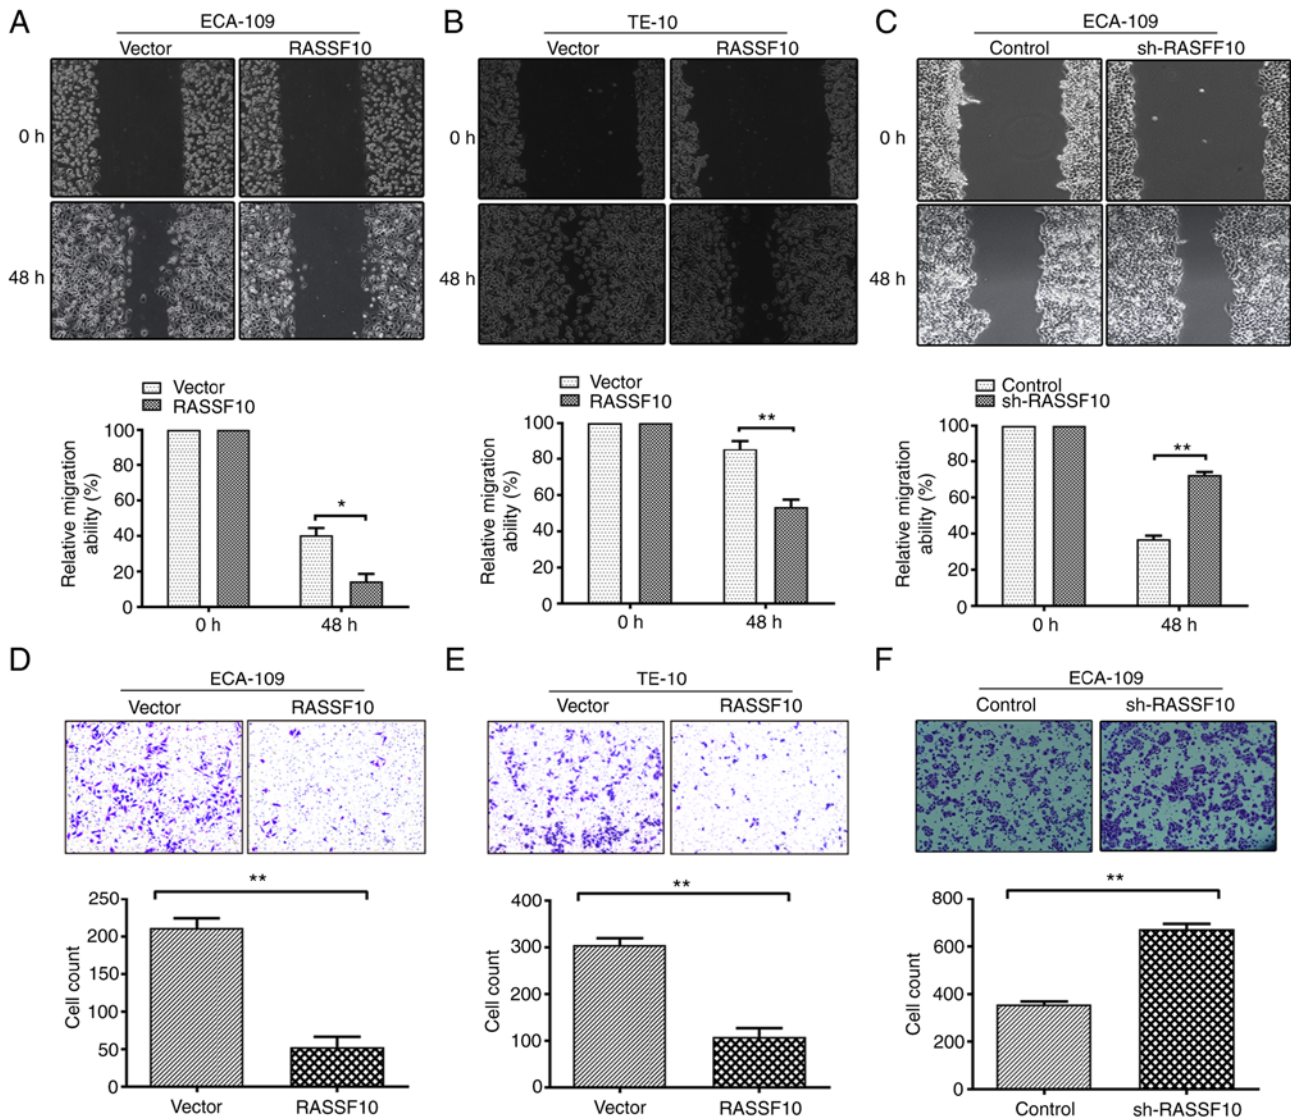 A
ECA-109
Vector RASSF10
0 h
48 h
Vector
RASSF10
Relative migration
ability (%)
100
80
60
40
20
0
*
0 h 48 h
B
TE-10
Vector RASSF10
0 h
48 h
Vector
RASSF10
Relative migration
ability (%)
100
80
60
40
20
0
**
0 h 48 h
C
ECA-109
Control sh-RASFF10
0 h
48 h
Control
sh-RASSF10
Relative migration
ability (%)
100
80
60
40
20
0
**
0 h 48 h
D
ECA-109
Vector RASSF10
**
Cell count
250
200
150
100
50
0
Vector RASSF10
E
TE-10
Vector RASSF10
**
Cell count
400
300
200
100
0
Vector RASSF10
F
ECA-109
Control sh-RASSF10
**
Cell count
800
600
400
200
0
Control sh-RASSF10